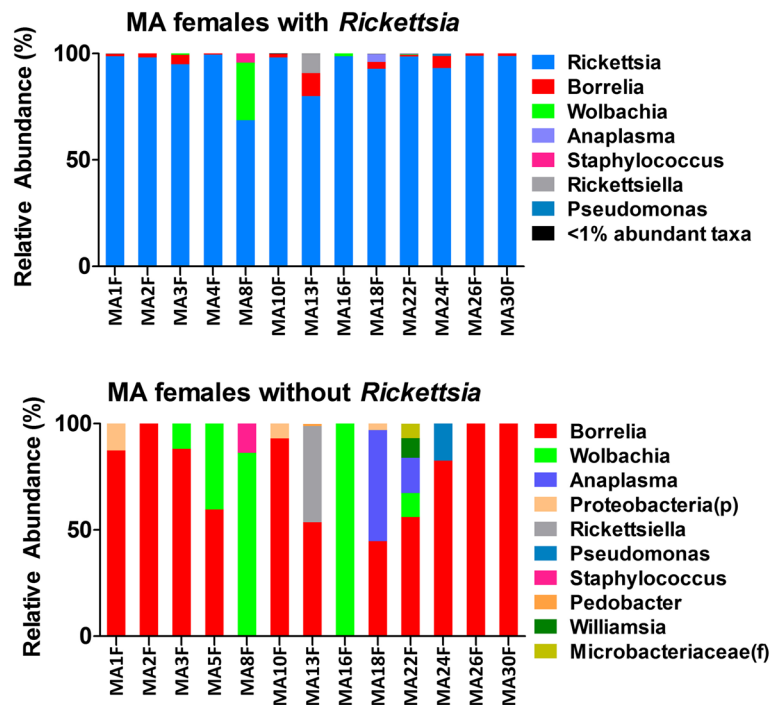 MA females with Rickettsia
Relative Abundance (%)
100
50
0
MA1F
MA2F
MA3F
MA4F
MA8F
MA10F
MA13F
MA16F
MA18F
MA22F
MA24F
MA26F
MA30F
Rickettsia
Borrelia
Wolbachia
Anaplasma
Staphylococcus
Rickettsiella
Pseudomonas
<1% abundant taxa
MA females without Rickettsia
Relative Abundance (%)
100
50
0
MA1F
MA2F
MA3F
MA5F
MA8F
MA10F
MA13F
MA16F
MA18F
MA22F
MA24F
MA26F
MA30F
Borrelia
Wolbachia
Anaplasma
Proteobacteria(p)
Rickettsiella
Pseudomonas
Staphylococcus
Pedobacter
Williamsia
Microbacteriaceae(f)